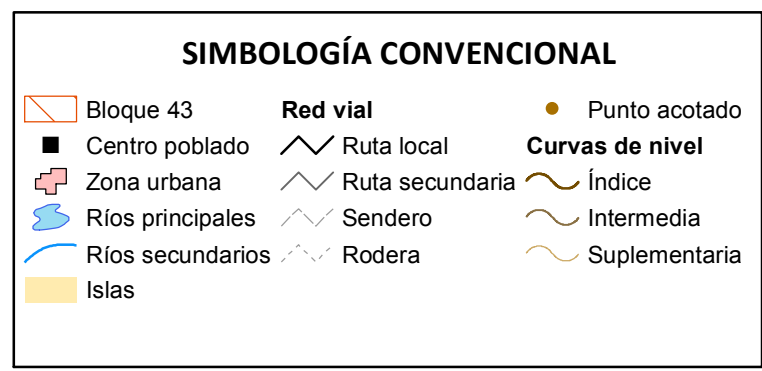 SIMBOLOGÍA CONVENCIONAL
Bloque 43
Centro poblado
Zona urbana
Ríos principales
Ríos secundarios
Islas
Red vial
Ruta local
Ruta secundaria
Sendero
Rodera
Punto acotado
Curvas de nivel
Índice
Intermedia
Suplementaria